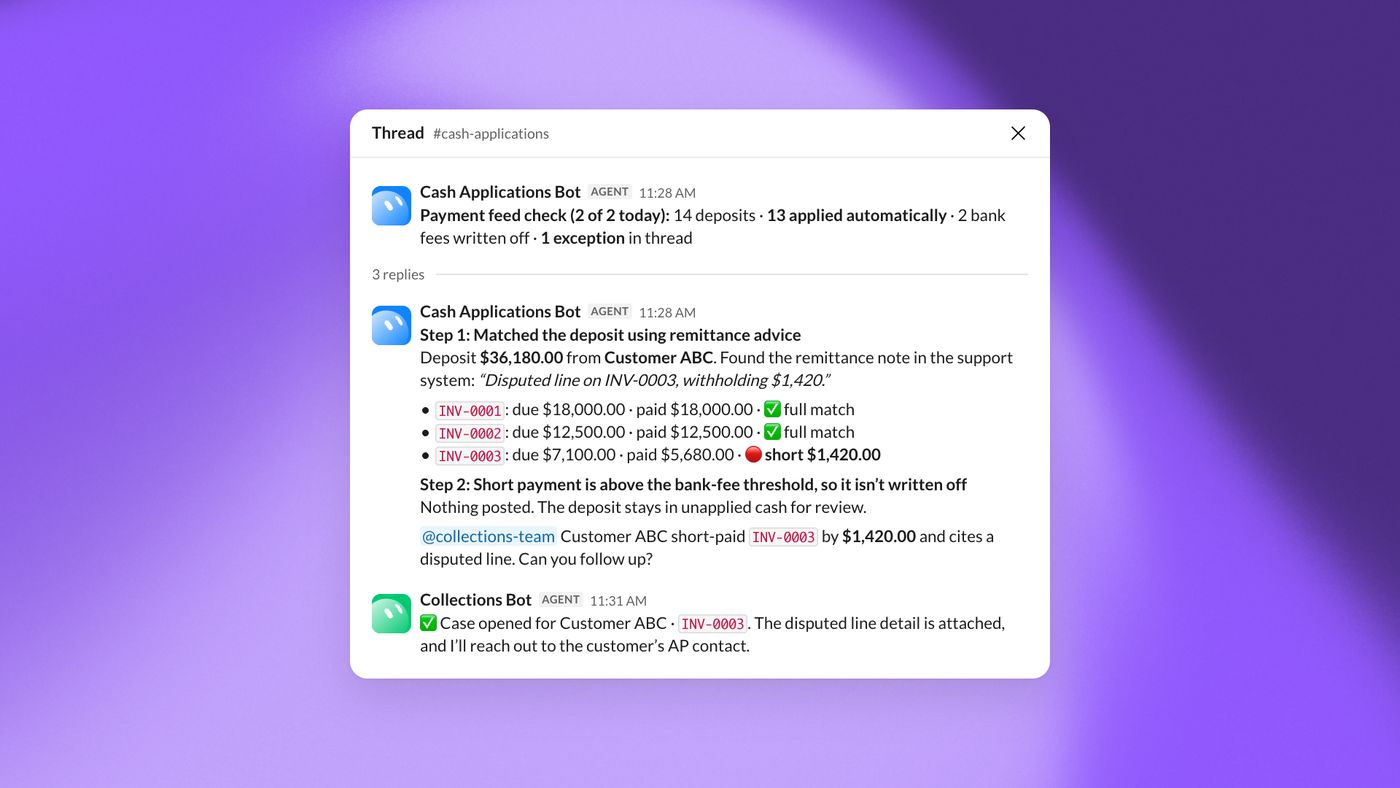 Thread #cash-applications
Cash Applications Bot AGENT 11:28 AM
Payment feed check (2 of 2 today): 14 deposits · 13 applied automatically · 2 bank
fees written off · 1 exception in thread
3 replies
Cash Applications Bot AGENT 11:28 AM
Step 1: Matched the deposit using remittance advice
Deposit $36,180.00 from Customer ABC. Found the remittance note in the support
system: “Disputed line on INV-0003, withholding $1,420.”
• INV-0001: due $18,000.00 · paid $18,000.00 · ✅ full match
• INV-0002: due $12,500.00 · paid $12,500.00 · ✅ full match
• INV-0003: due $7,100.00 · paid $5,680.00 · 🔴 short $1,420.00
Step 2: Short payment is above the bank-fee threshold, so it isn’t written off
Nothing posted. The deposit stays in unapplied cash for review.
@collections-team Customer ABC short-paid INV-0003 by $1,420.00 and cites a
disputed line. Can you follow up?
Collections Bot AGENT 11:31 AM
✅ Case opened for Customer ABC · INV-0003. The disputed line detail is attached,
and I’ll reach out to the customer’s AP contact.